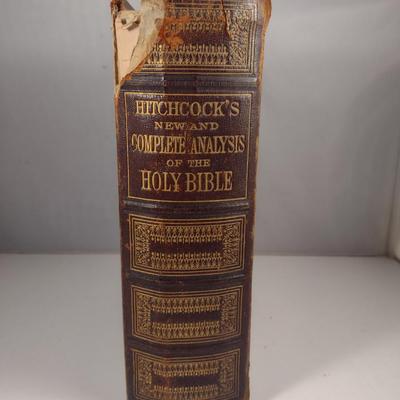 HITCHCOCK'S
NEW AND
COMPLETE ANALYSIS
OF THE
HOLY BIBLE